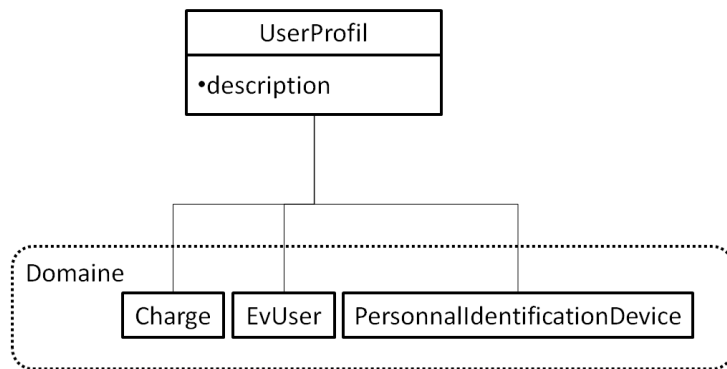 UserProfil
•description
Domaine
Charge
EvUser
PersonnalIdentificationDevice